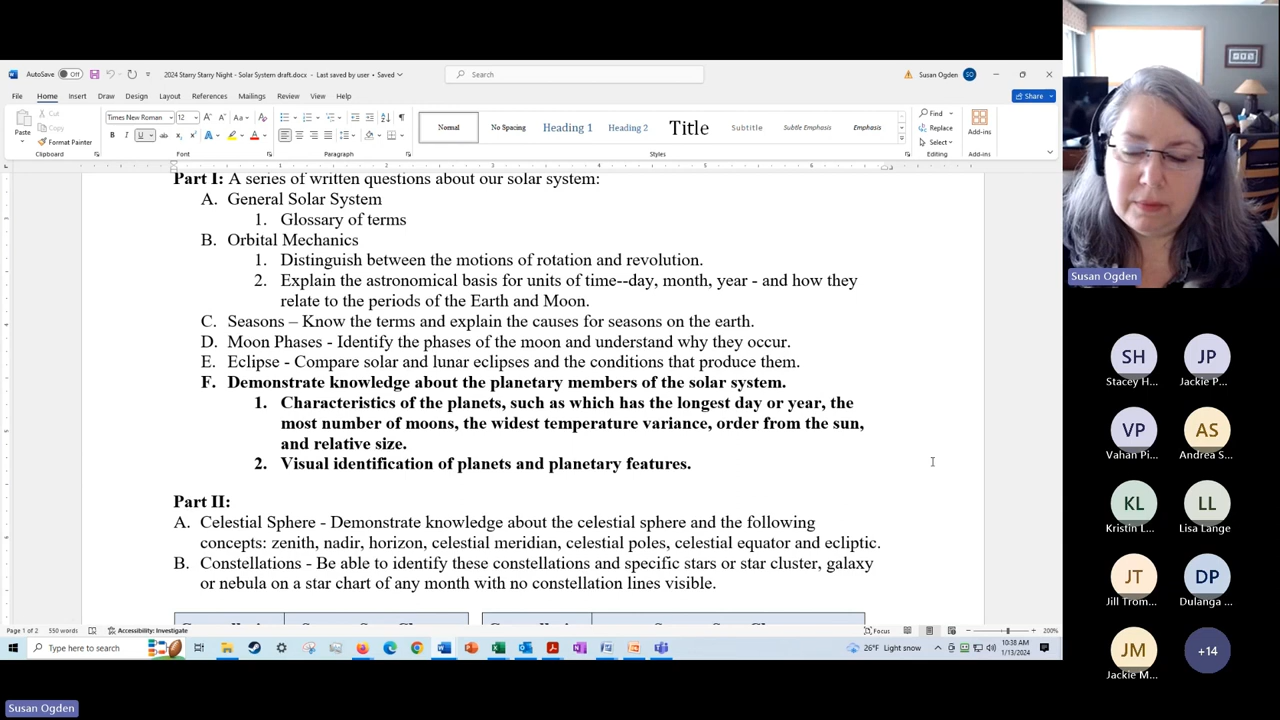 AutoSave Off 2024 Starry Starry Night - Solar System draft.docx - Last saved by user • Saved Search Susan Ogden SO
File Home Insert Draw Design Layout References Mailings Review View Help Share
Paste Cut Copy Format Painter
Times New Roman 12
Normal No Spacing Heading 1 Heading 2 Title Subtitle Subtle Emphasis Emphasis
Find Replace Select Add-ins
Clipboard Font Paragraph Styles Editing Add-ins
Part I: A series of written questions about our solar system:
A. General Solar System
1. Glossary of terms
B. Orbital Mechanics
1. Distinguish between the motions of rotation and revolution.
2. Explain the astronomical basis for units of time--day, month, year - and how they
relate to the periods of the Earth and Moon.
C. Seasons – Know the terms and explain the causes for seasons on the earth.
D. Moon Phases - Identify the phases of the moon and understand why they occur.
E. Eclipse - Compare solar and lunar eclipses and the conditions that produce them.
F. Demonstrate knowledge about the planetary members of the solar system.
1. Characteristics of the planets, such as which has the longest day or year, the
most number of moons, the widest temperature variance, order from the sun,
and relative size.
2. Visual identification of planets and planetary features.
Part II:
A. Celestial Sphere - Demonstrate knowledge about the celestial sphere and the following
concepts: zenith, nadir, horizon, celestial meridian, celestial poles, celestial equator and ecliptic.
B. Constellations - Be able to identify these constellations and specific stars or star cluster, galaxy
or nebula on a star chart of any month with no constellation lines visible.
Page 1 of 2 550 words Accessibility: Investigate Focus 200%
Type here to search 26°F Light snow 10:38 AM
1/13/2024
Susan Ogden
SH JP
Stacey H... Jackie P...
VP AS
Vahan Pi... Andrea S...
KL LL
Kristin L... Lisa Lange
JT DP
Jill Trom... Dulanga ...
JM +14
Jackie M...
Susan Ogden